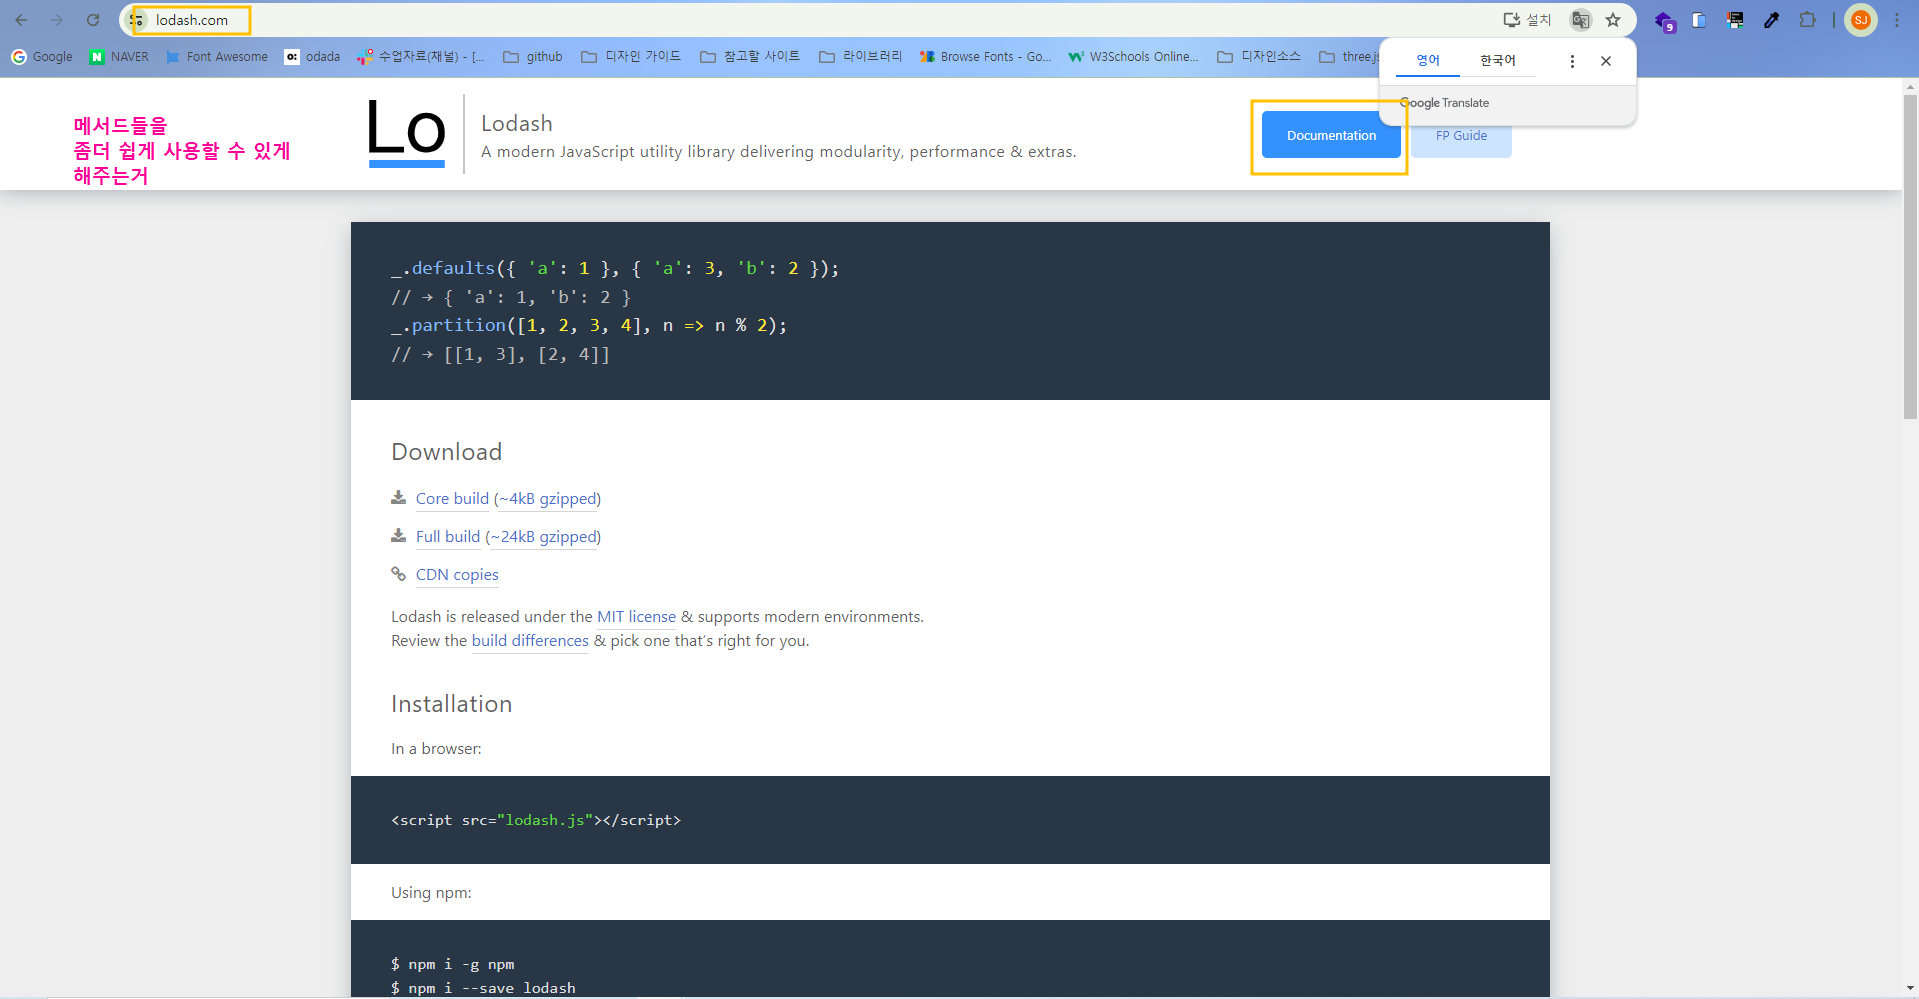 lodash.com
설치
SJ
9
Google
NAVER
Font Awesome
odada
수업자료(채널) - [...
github
디자인 가이드
참고할 사이트
라이브러리
Browse Fonts - Go...
W3Schools Online...
디자인소스
three.js
영어
한국어
Google Translate
메서드들을
좀더 쉽게 사용할 수 있게
해주는거
Lo
Lodash
A modern JavaScript utility library delivering modularity, performance & extras.
Documentation
FP Guide
_.defaults({ 'a': 1 }, { 'a': 3, 'b': 2 });
// → { 'a': 1, 'b': 2 }
_.partition([1, 2, 3, 4], n => n % 2);
// → [[1, 3], [2, 4]]
Download
Core build (~4kB gzipped)
Full build (~24kB gzipped)
CDN copies
Lodash is released under the MIT license & supports modern environments.
Review the build differences & pick one that’s right for you.
Installation
In a browser:
<script src="lodash.js"></script>
Using npm:
$ npm i -g npm
$ npm i --save lodash